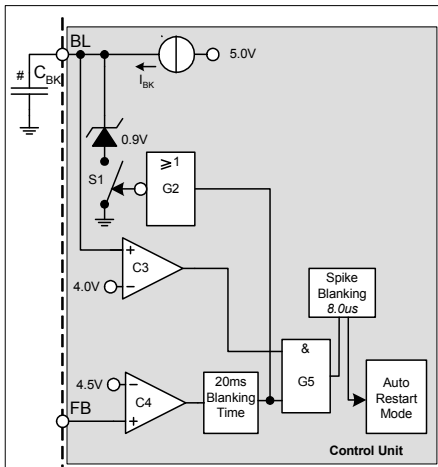 BL
5.0V
# C_BK
I_BK
0.9V
S1
≥1
G2
+
C3
4.0V
−
Spike
Blanking
8.0us
&
G5
4.5V
−
C4
+
20ms
Blanking
Time
FB
Auto
Restart
Mode
Control Unit